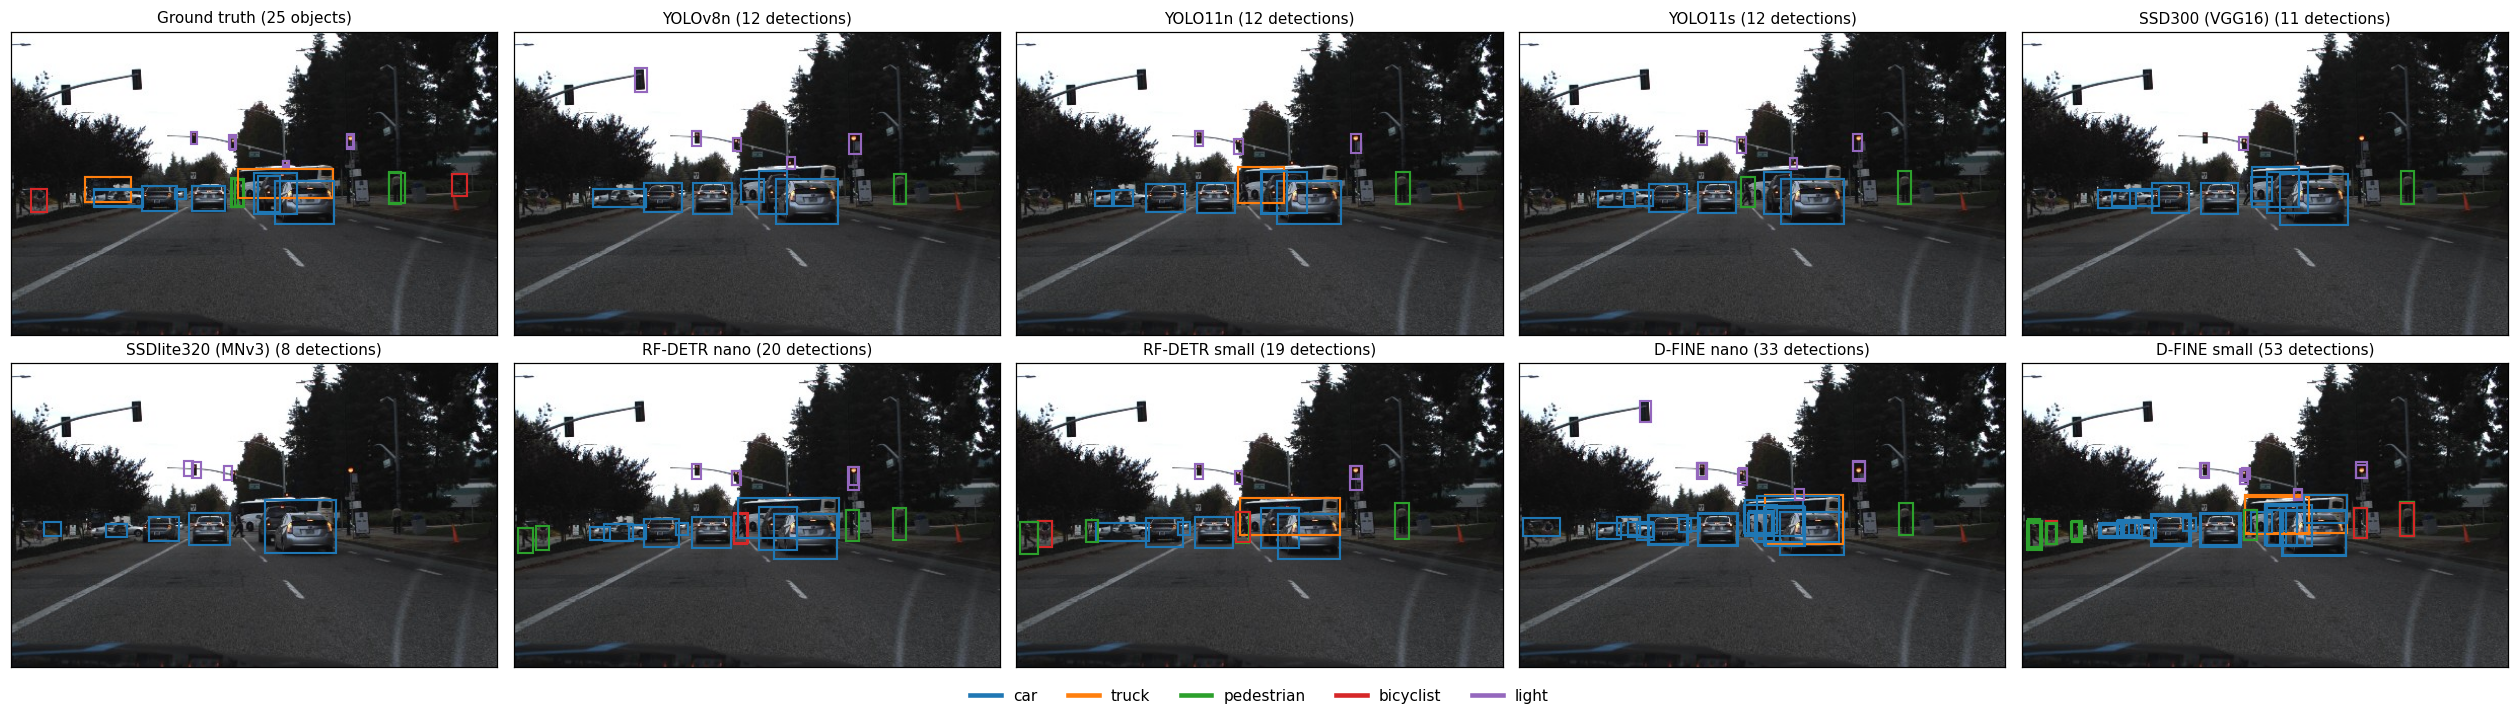 Ground truth (25 objects)
YOLOv8n (12 detections)
YOLO11n (12 detections)
YOLO11s (12 detections)
SSD300 (VGG16) (11 detections)
SSDlite320 (MNv3) (8 detections)
RF-DETR nano (20 detections)
RF-DETR small (19 detections)
D-FINE nano (33 detections)
D-FINE small (53 detections)
car truck pedestrian bicyclist light